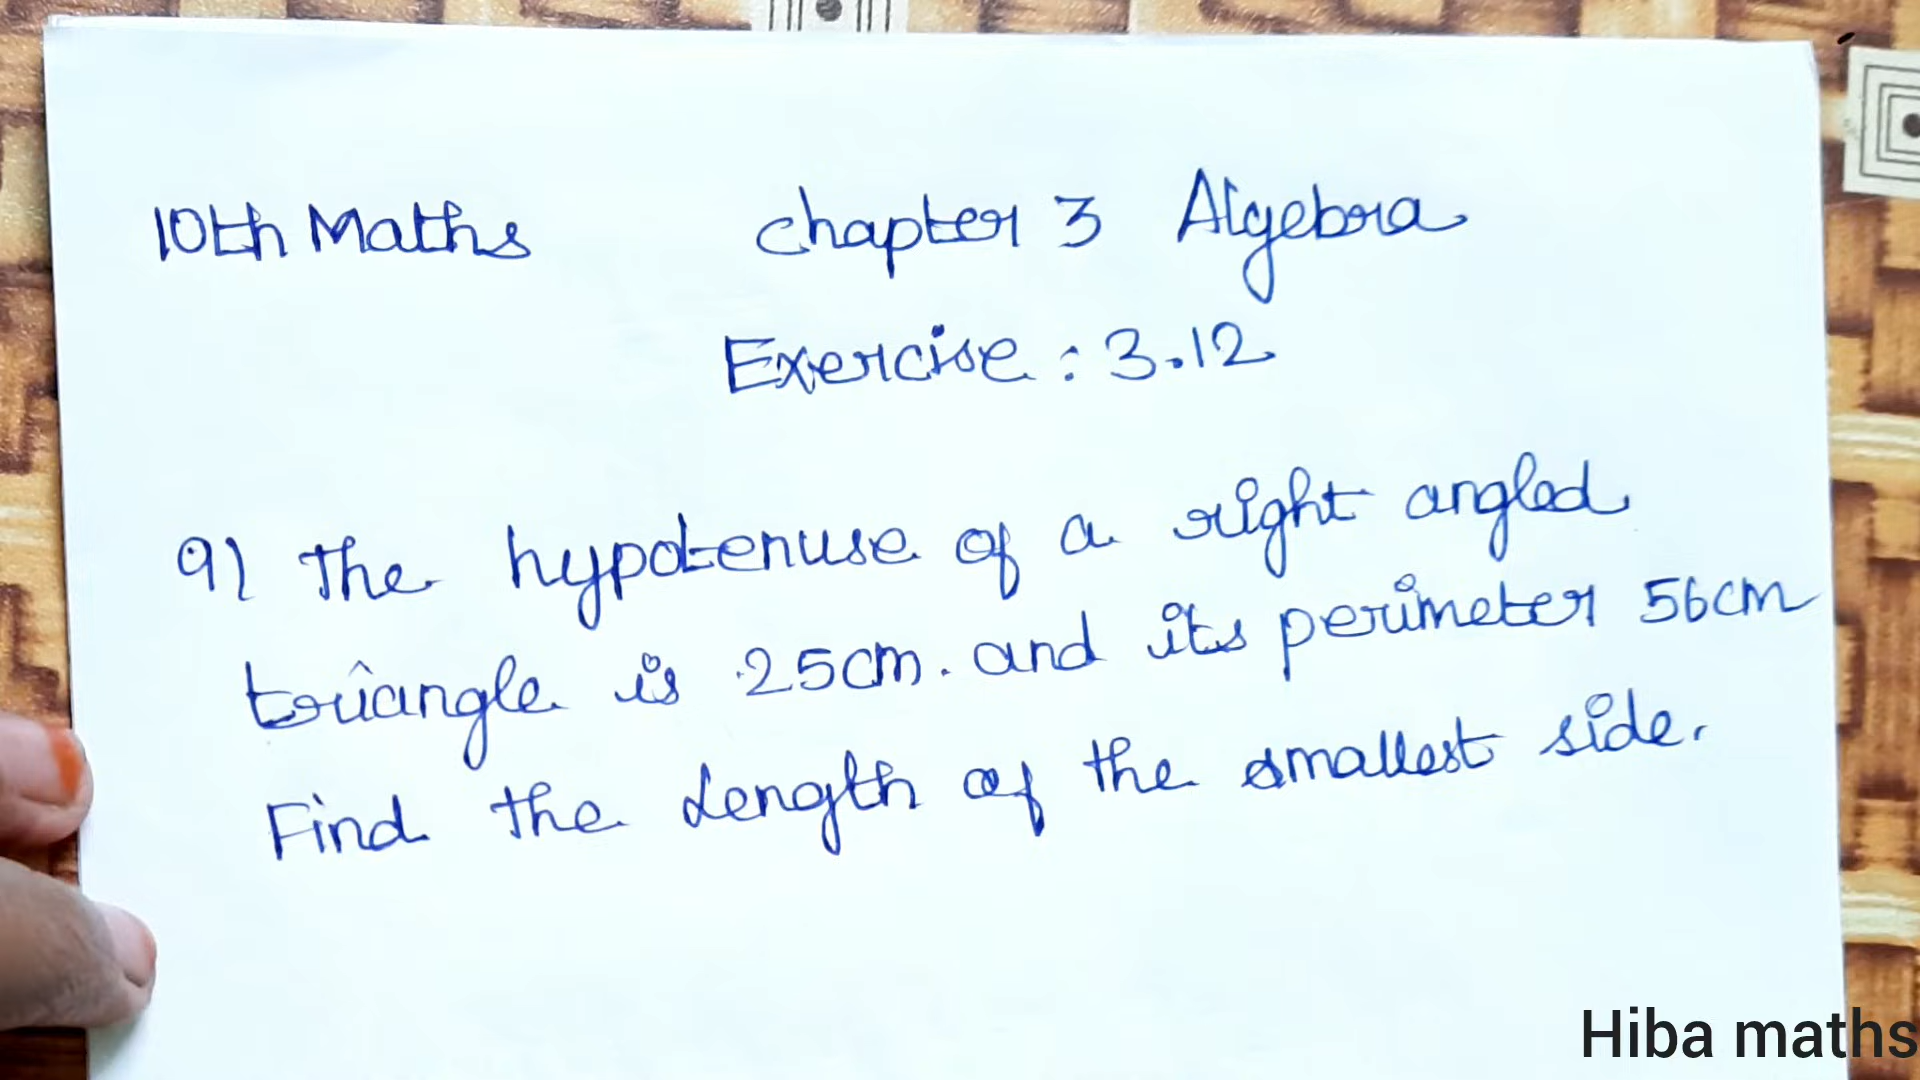 10th Maths chapter 3 Algebra
Exercise : 3.12
9) The hypotenuse of a right angled
triangle is 25cm. and its perimeter 56cm
Find the length of the smallest side.
Hiba maths